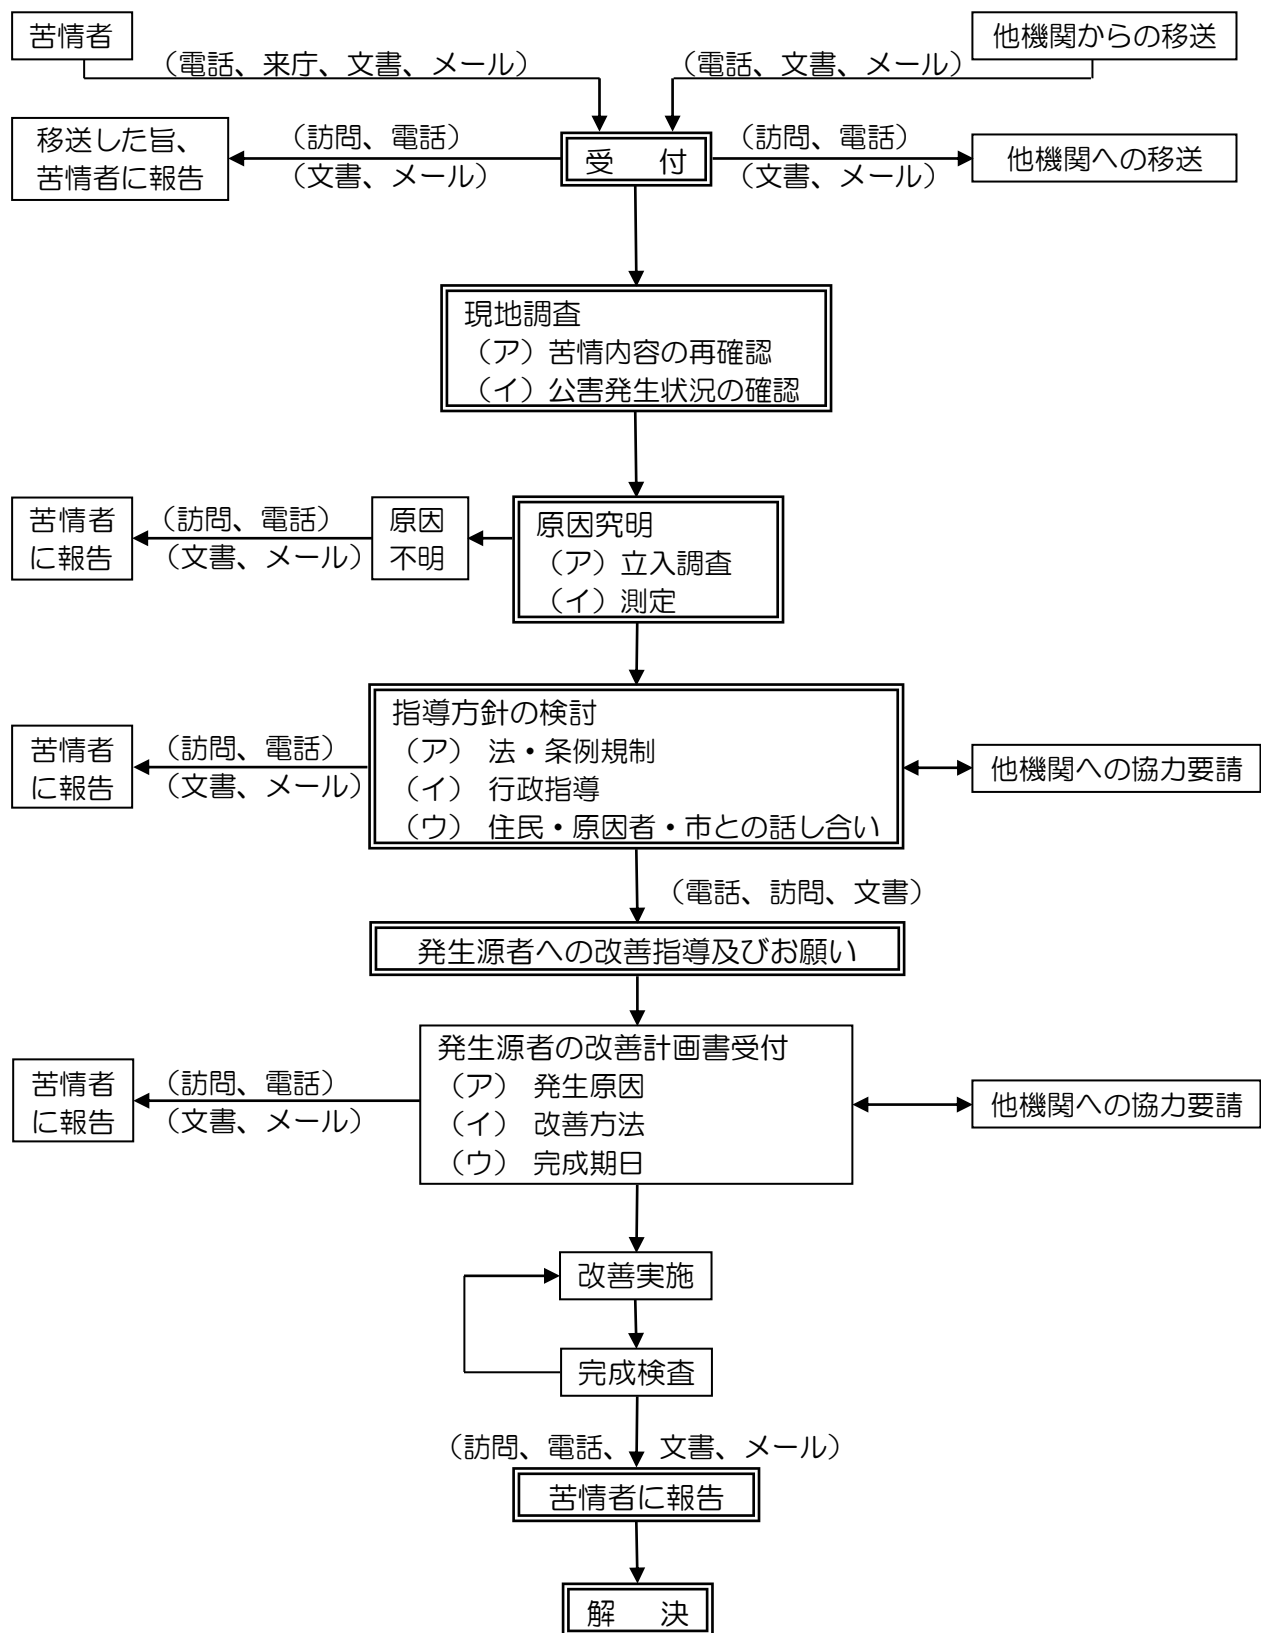 苦情者
他機関からの移送
（電話、来庁、文書、メール）
（電話、文書、メール）
移送した旨、
苦情者に報告
（訪問、電話）
（文書、メール）
受　付
（訪問、電話）
（文書、メール）
他機関への移送
現地調査
（ア）苦情内容の再確認
（イ）公害発生状況の確認
苦情者
に報告
（訪問、電話）
（文書、メール）
原因
不明
原因究明
（ア）立入調査
（イ）測定
苦情者
に報告
（訪問、電話）
（文書、メール）
指導方針の検討
（ア）　法・条例規制
（イ）　行政指導
（ウ）　住民・原因者・市との話し合い
他機関への協力要請
（電話、訪問、文書）
発生源者への改善指導及びお願い
苦情者
に報告
（訪問、電話）
（文書、メール）
発生源者の改善計画書受付
（ア）　発生原因
（イ）　改善方法
（ウ）　完成期日
他機関への協力要請
改善実施
完成検査
（訪問、電話、　文書、メール）
苦情者に報告
解　決